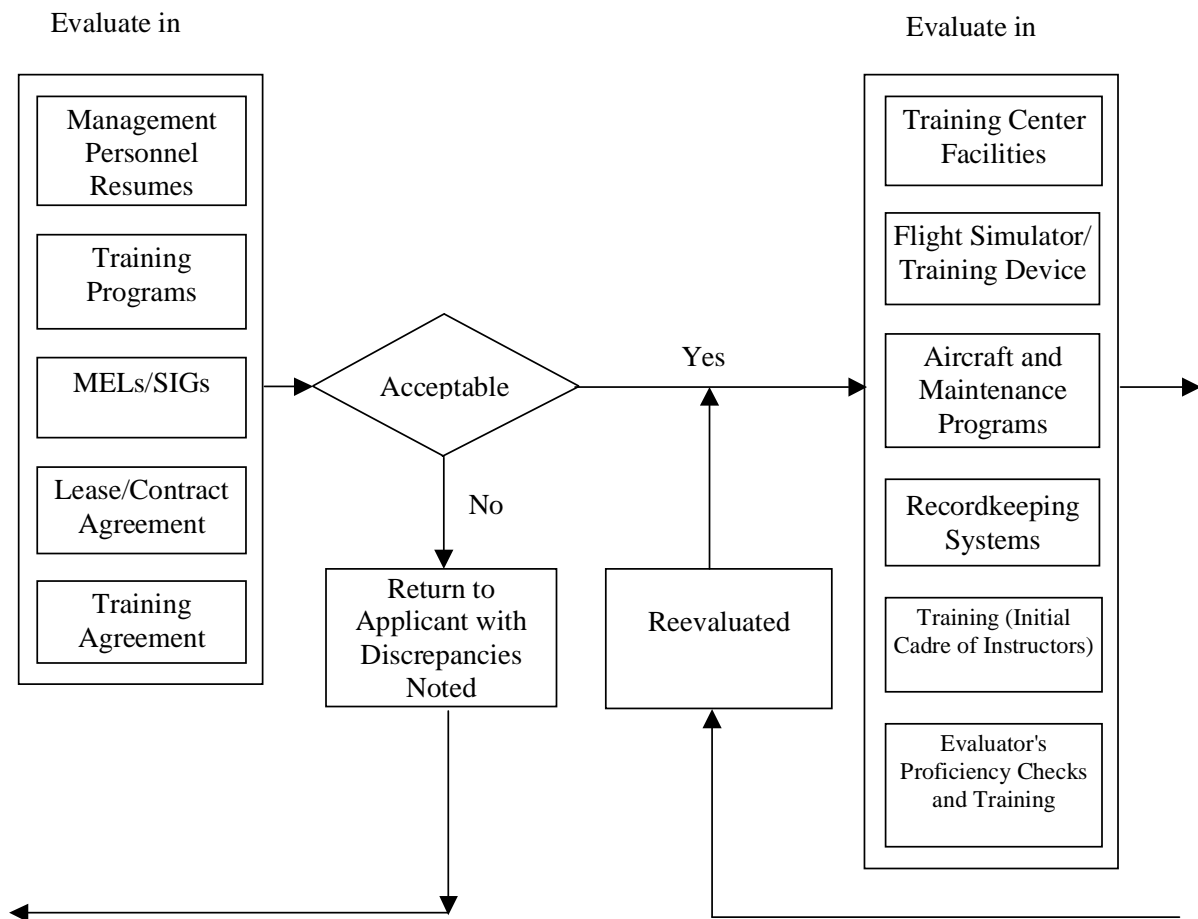 Evaluate in
Management
Personnel
Resumes
Training
Programs
MELs/SIGs
Lease/Contract
Agreement
Training
Agreement
Acceptable
Yes
No
Return to
Applicant with
Discrepancies
Noted
Reevaluated
Evaluate in
Training Center
Facilities
Flight Simulator/
Training Device
Aircraft and
Maintenance
Programs
Recordkeeping
Systems
Training (Initial
Cadre of Instructors)
Evaluator's
Proficiency Checks
and Training